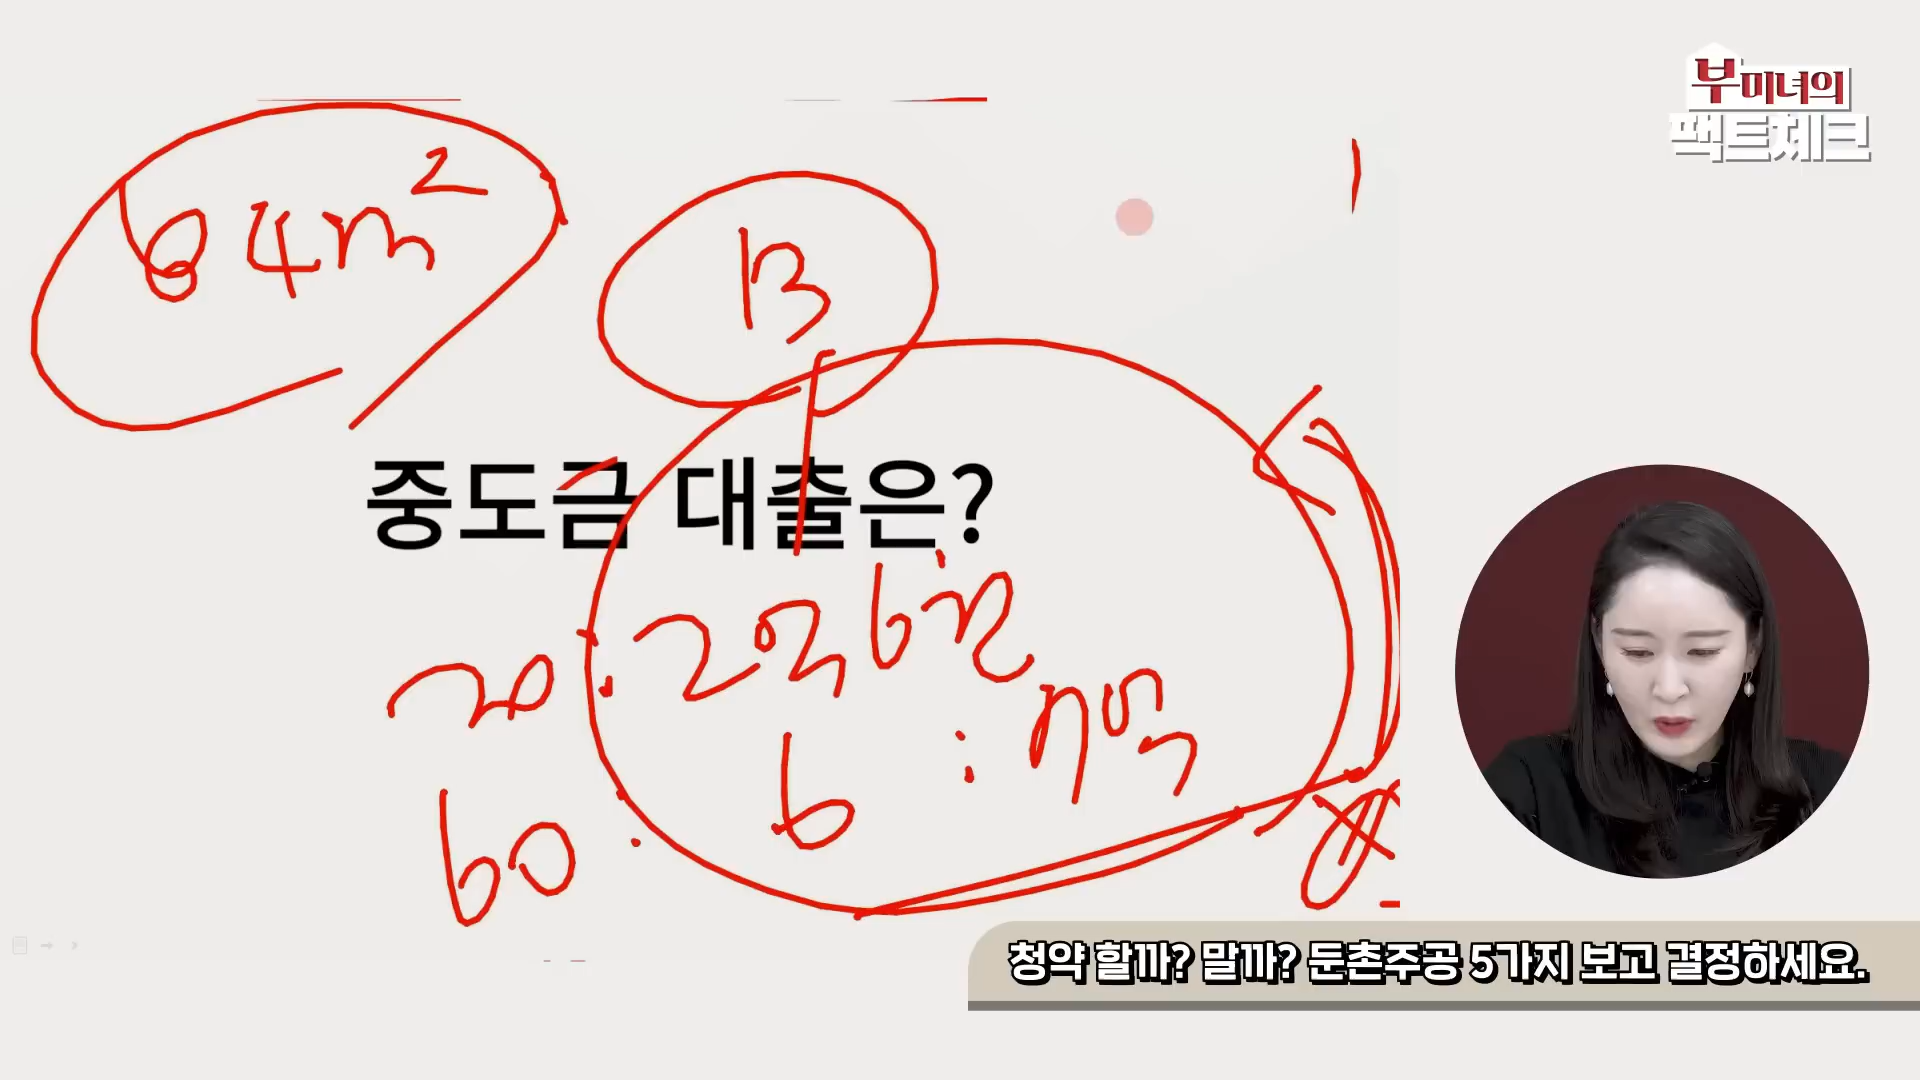 부미녀의
팩트체크
84m²
13
중도금 대출은?
20 : 2억 6천
60 : 6 : 7억
청약 할까? 말까? 둔촌주공 5가지 보고 결정하세요.